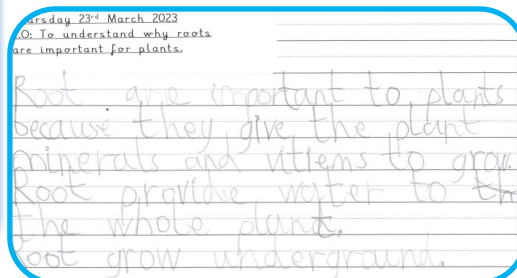 ursday 23rd March 2023
.O: To understand why roots
are important for plants.
Root are important to plants
because they give the plant
minerals and vitiems to grow.
Root provide water to
the whole plant.
Root grow underground.